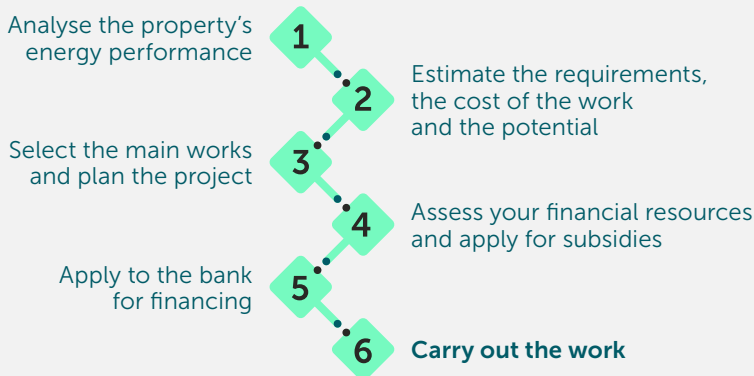 1
Analyse the property's
energy performance
2
Estimate the requirements,
the cost of the work
and the potential
3
Select the main works
and plan the project
4
Assess your financial resources
and apply for subsidies
5
Apply to the bank
for financing
6
Carry out the work